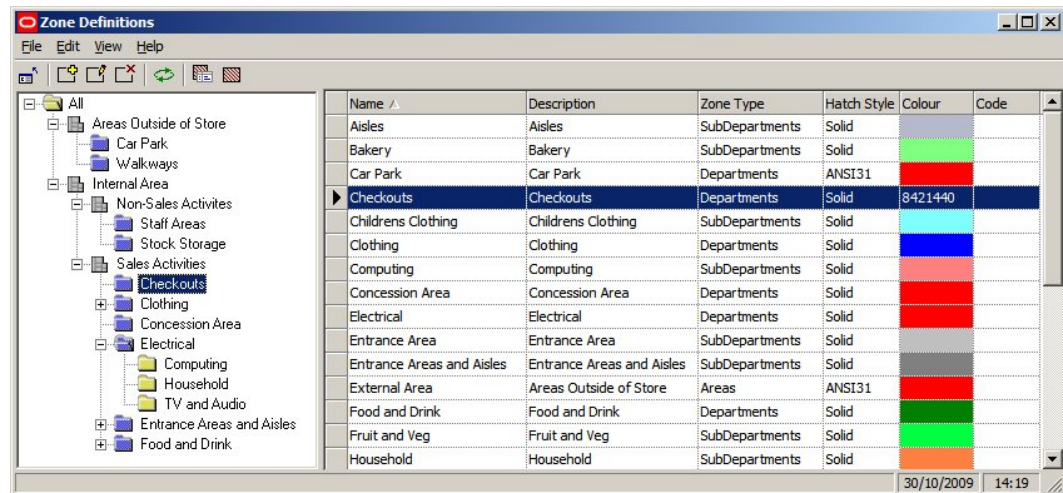 Zone Definitions
File Edit View Help
All
Areas Outside of Store
Car Park
Walkways
Internal Area
Non-Sales Activites
Staff Areas
Stock Storage
Sales Activities
Checkouts
Clothing
Concession Area
Electrical
Computing
Household
TV and Audio
Entrance Areas and Aisles
Food and Drink
Name Description Zone Type Hatch Style Colour Code
Aisles Aisles SubDepartments Solid
Bakery Bakery SubDepartments Solid
Car Park Car Park Departments ANSI31
Checkouts Checkouts Departments Solid 8421440
Childrens Clothing Childrens Clothing SubDepartments Solid
Clothing Clothing Departments Solid
Computing Computing SubDepartments Solid
Concession Area Concession Area Departments Solid
Electrical Electrical Departments Solid
Entrance Area Entrance Area SubDepartments Solid
Entrance Areas and Aisles Entrance Areas and Aisles SubDepartments Solid
External Area Areas Outside of Store Areas ANSI31
Food and Drink Food and Drink Departments Solid
Fruit and Veg Fruit and Veg SubDepartments Solid
Household Household SubDepartments Solid
30/10/2009 14:19